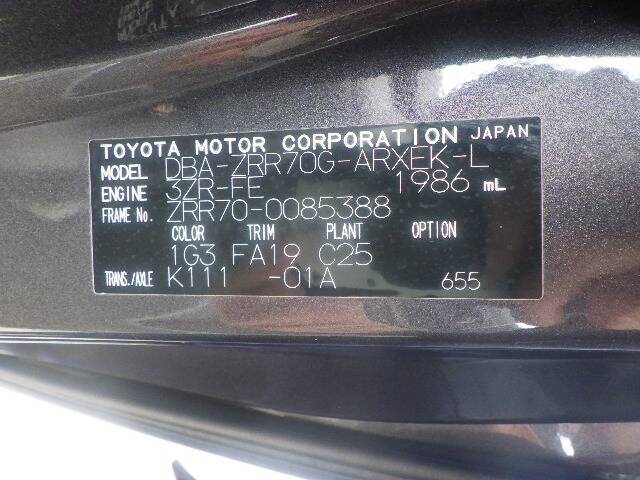 TOYOTA MOTOR CORPORATION JAPAN
MODEL DBA-ZRR70G-ARXEK-L
ENGINE 3ZR-FE 1986 mL
FRAME No. ZRR70-0085388
COLOR TRIM PLANT OPTION
1G3 FA19 C25
TRANS./AXLE K111 -01A 655